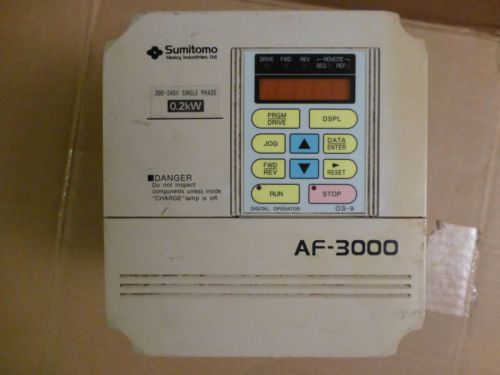 Sumitomo
Heavy Industries, Ltd.
200-240V SINGLE PHASE
0.2kW
DANGER
Do not inspect
components unless inside
"CHARGE" lamp is off.
DRIVE FWD REV REMOTE
SEQ REF
PRGM
DRIVE
DSPL
JOG
DATA
ENTER
FWD
REV
RESET
RUN
STOP
DIGITAL OPERATOR OS-9
AF-3000